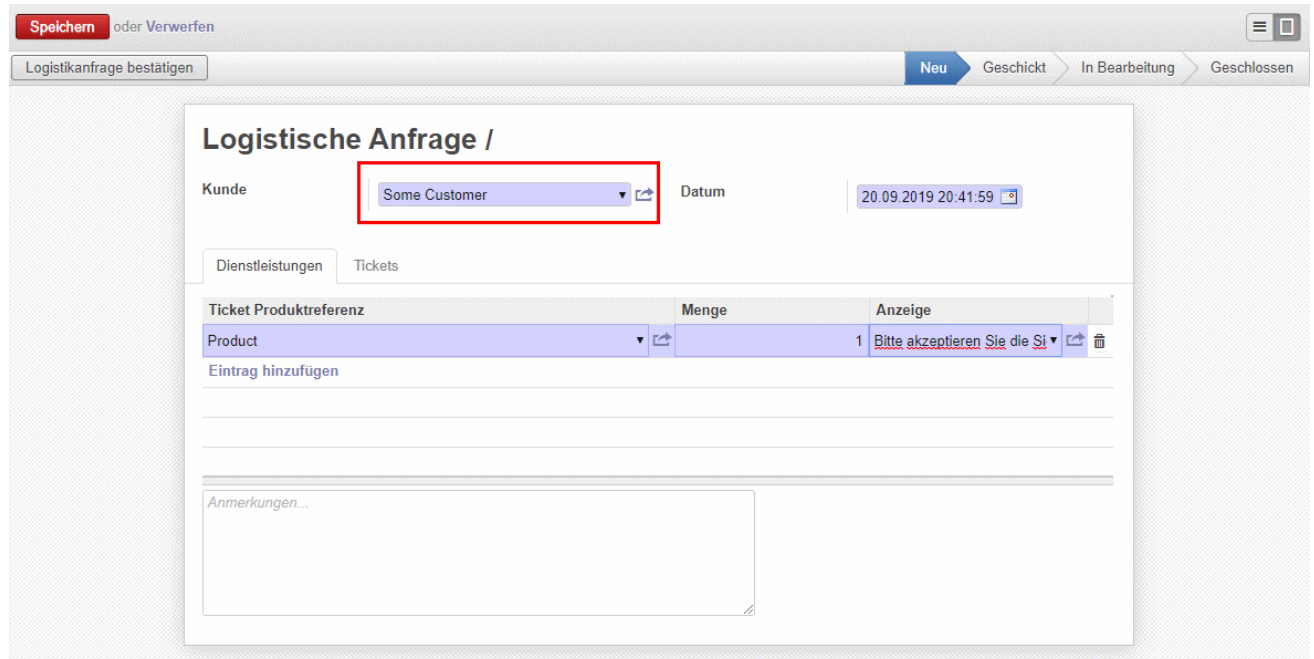 Speichern oder Verwerfen
Logistikanfrage bestätigen Neu Geschickt In Bearbeitung Geschlossen
Logistische Anfrage /
Kunde Some Customer Datum 20.09.2019 20:41:59
Dienstleistungen Tickets
Ticket Produktreferenz Menge Anzeige
Product 1 Bitte akzeptieren Sie die Si
Eintrag hinzufügen
Anmerkungen...